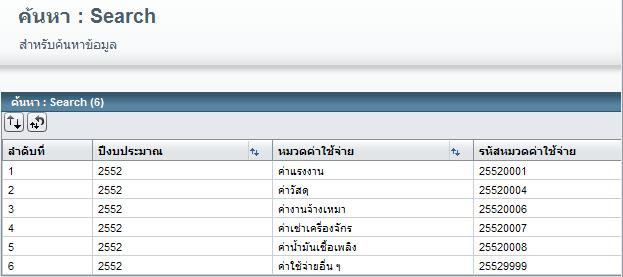 ค้นหา : Search
สำหรับค้นหาข้อมูล
ค้นหา : Search (6)
ลำดับที่ ปีงบประมาณ หมวดค่าใช้จ่าย รหัสหมวดค่าใช้จ่าย
1 2552 ค่าแรงงาน 25520001
2 2552 ค่าวัสดุ 25520004
3 2552 ค่างานจ้างเหมา 25520006
4 2552 ค่าเช่าเครื่องจักร 25520007
5 2552 ค่าน้ำมันเชื้อเพลิง 25520008
6 2552 ค่าใช้จ่ายอื่น ๆ 25529999